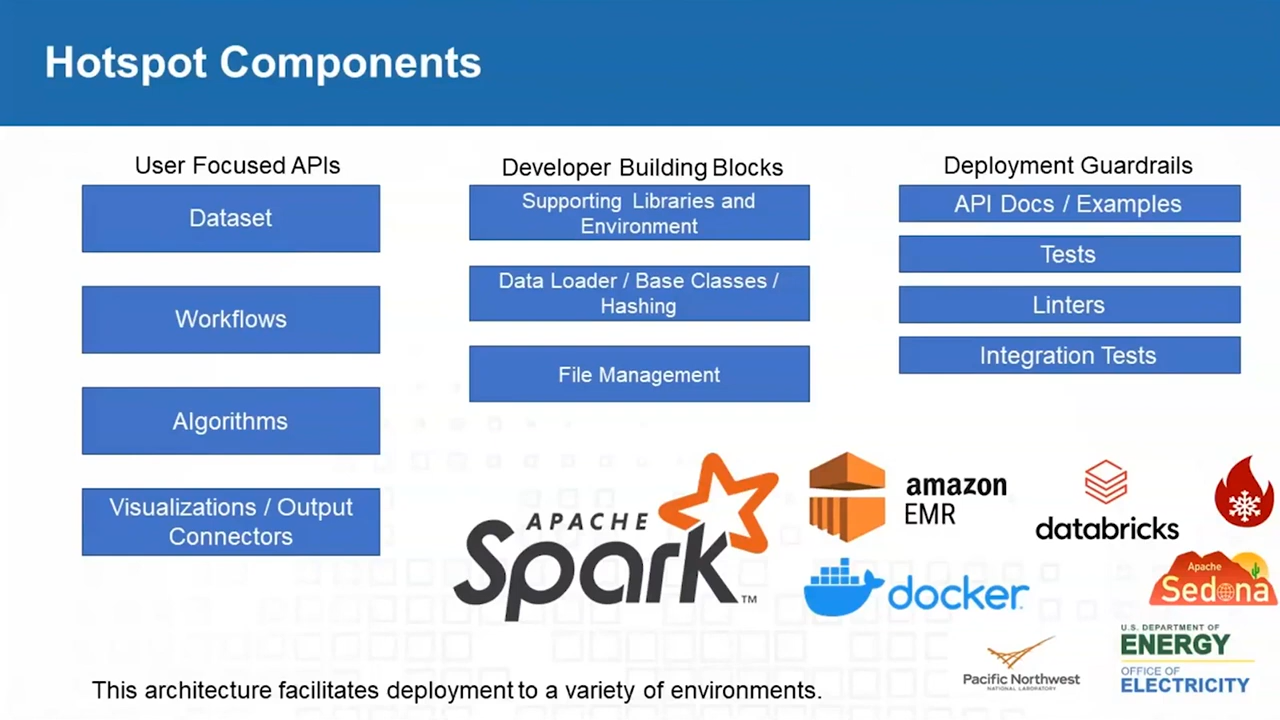 Hotspot Components
User Focused APIs
Dataset
Workflows
Algorithms
Visualizations / Output
Connectors
Developer Building Blocks
Supporting Libraries and
Environment
Data Loader / Base Classes /
Hashing
File Management
Deployment Guardrails
API Docs / Examples
Tests
Linters
Integration Tests
APACHE
Spark™
amazon
EMR
databricks
docker
Apache
Sedona
Pacific Northwest
NATIONAL LABORATORY
U.S. DEPARTMENT OF
ENERGY
OFFICE OF
ELECTRICITY
This architecture facilitates deployment to a variety of environments.